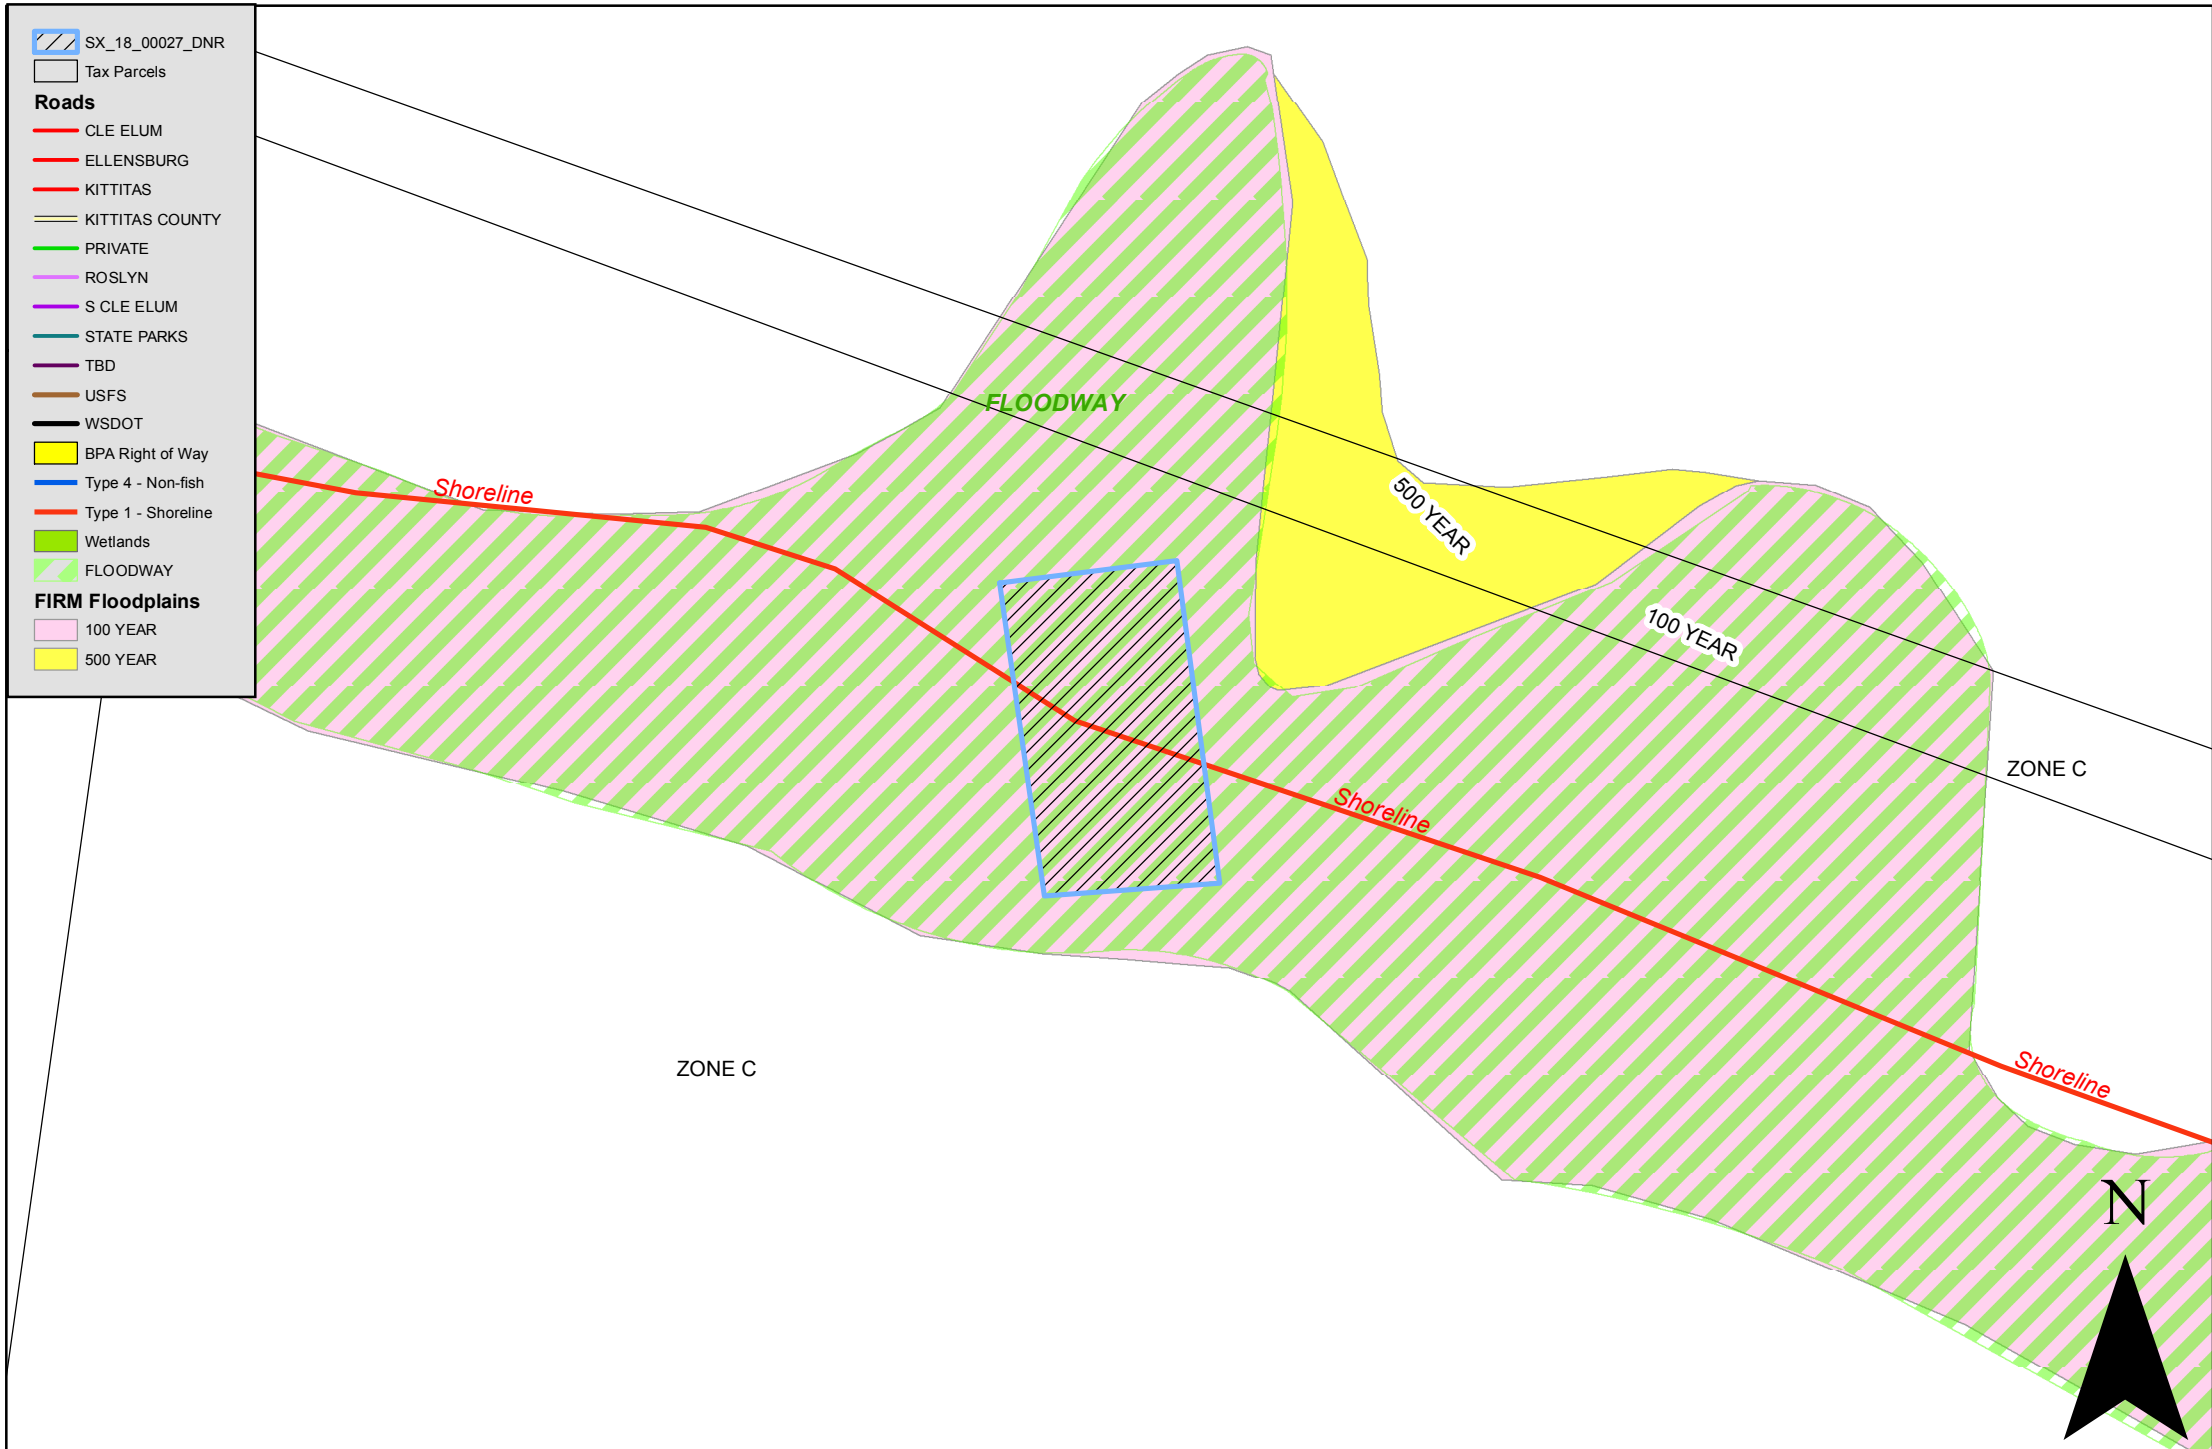 SX_18_00027_DNR
Tax Parcels
Roads
CLE ELUM
ELLENSBURG
KITTITAS
KITTITAS COUNTY
PRIVATE
ROSLYN
S CLE ELUM
STATE PARKS
TBD
USFS
WSDOT
BPA Right of Way
Type 4 - Non-fish
Type 1 - Shoreline
Wetlands
FLOODWAY
FIRM Floodplains
100 YEAR
500 YEAR
FLOODWAY
Shoreline
500 YEAR
100 YEAR
ZONE C
Shoreline
ZONE C
Shoreline
N